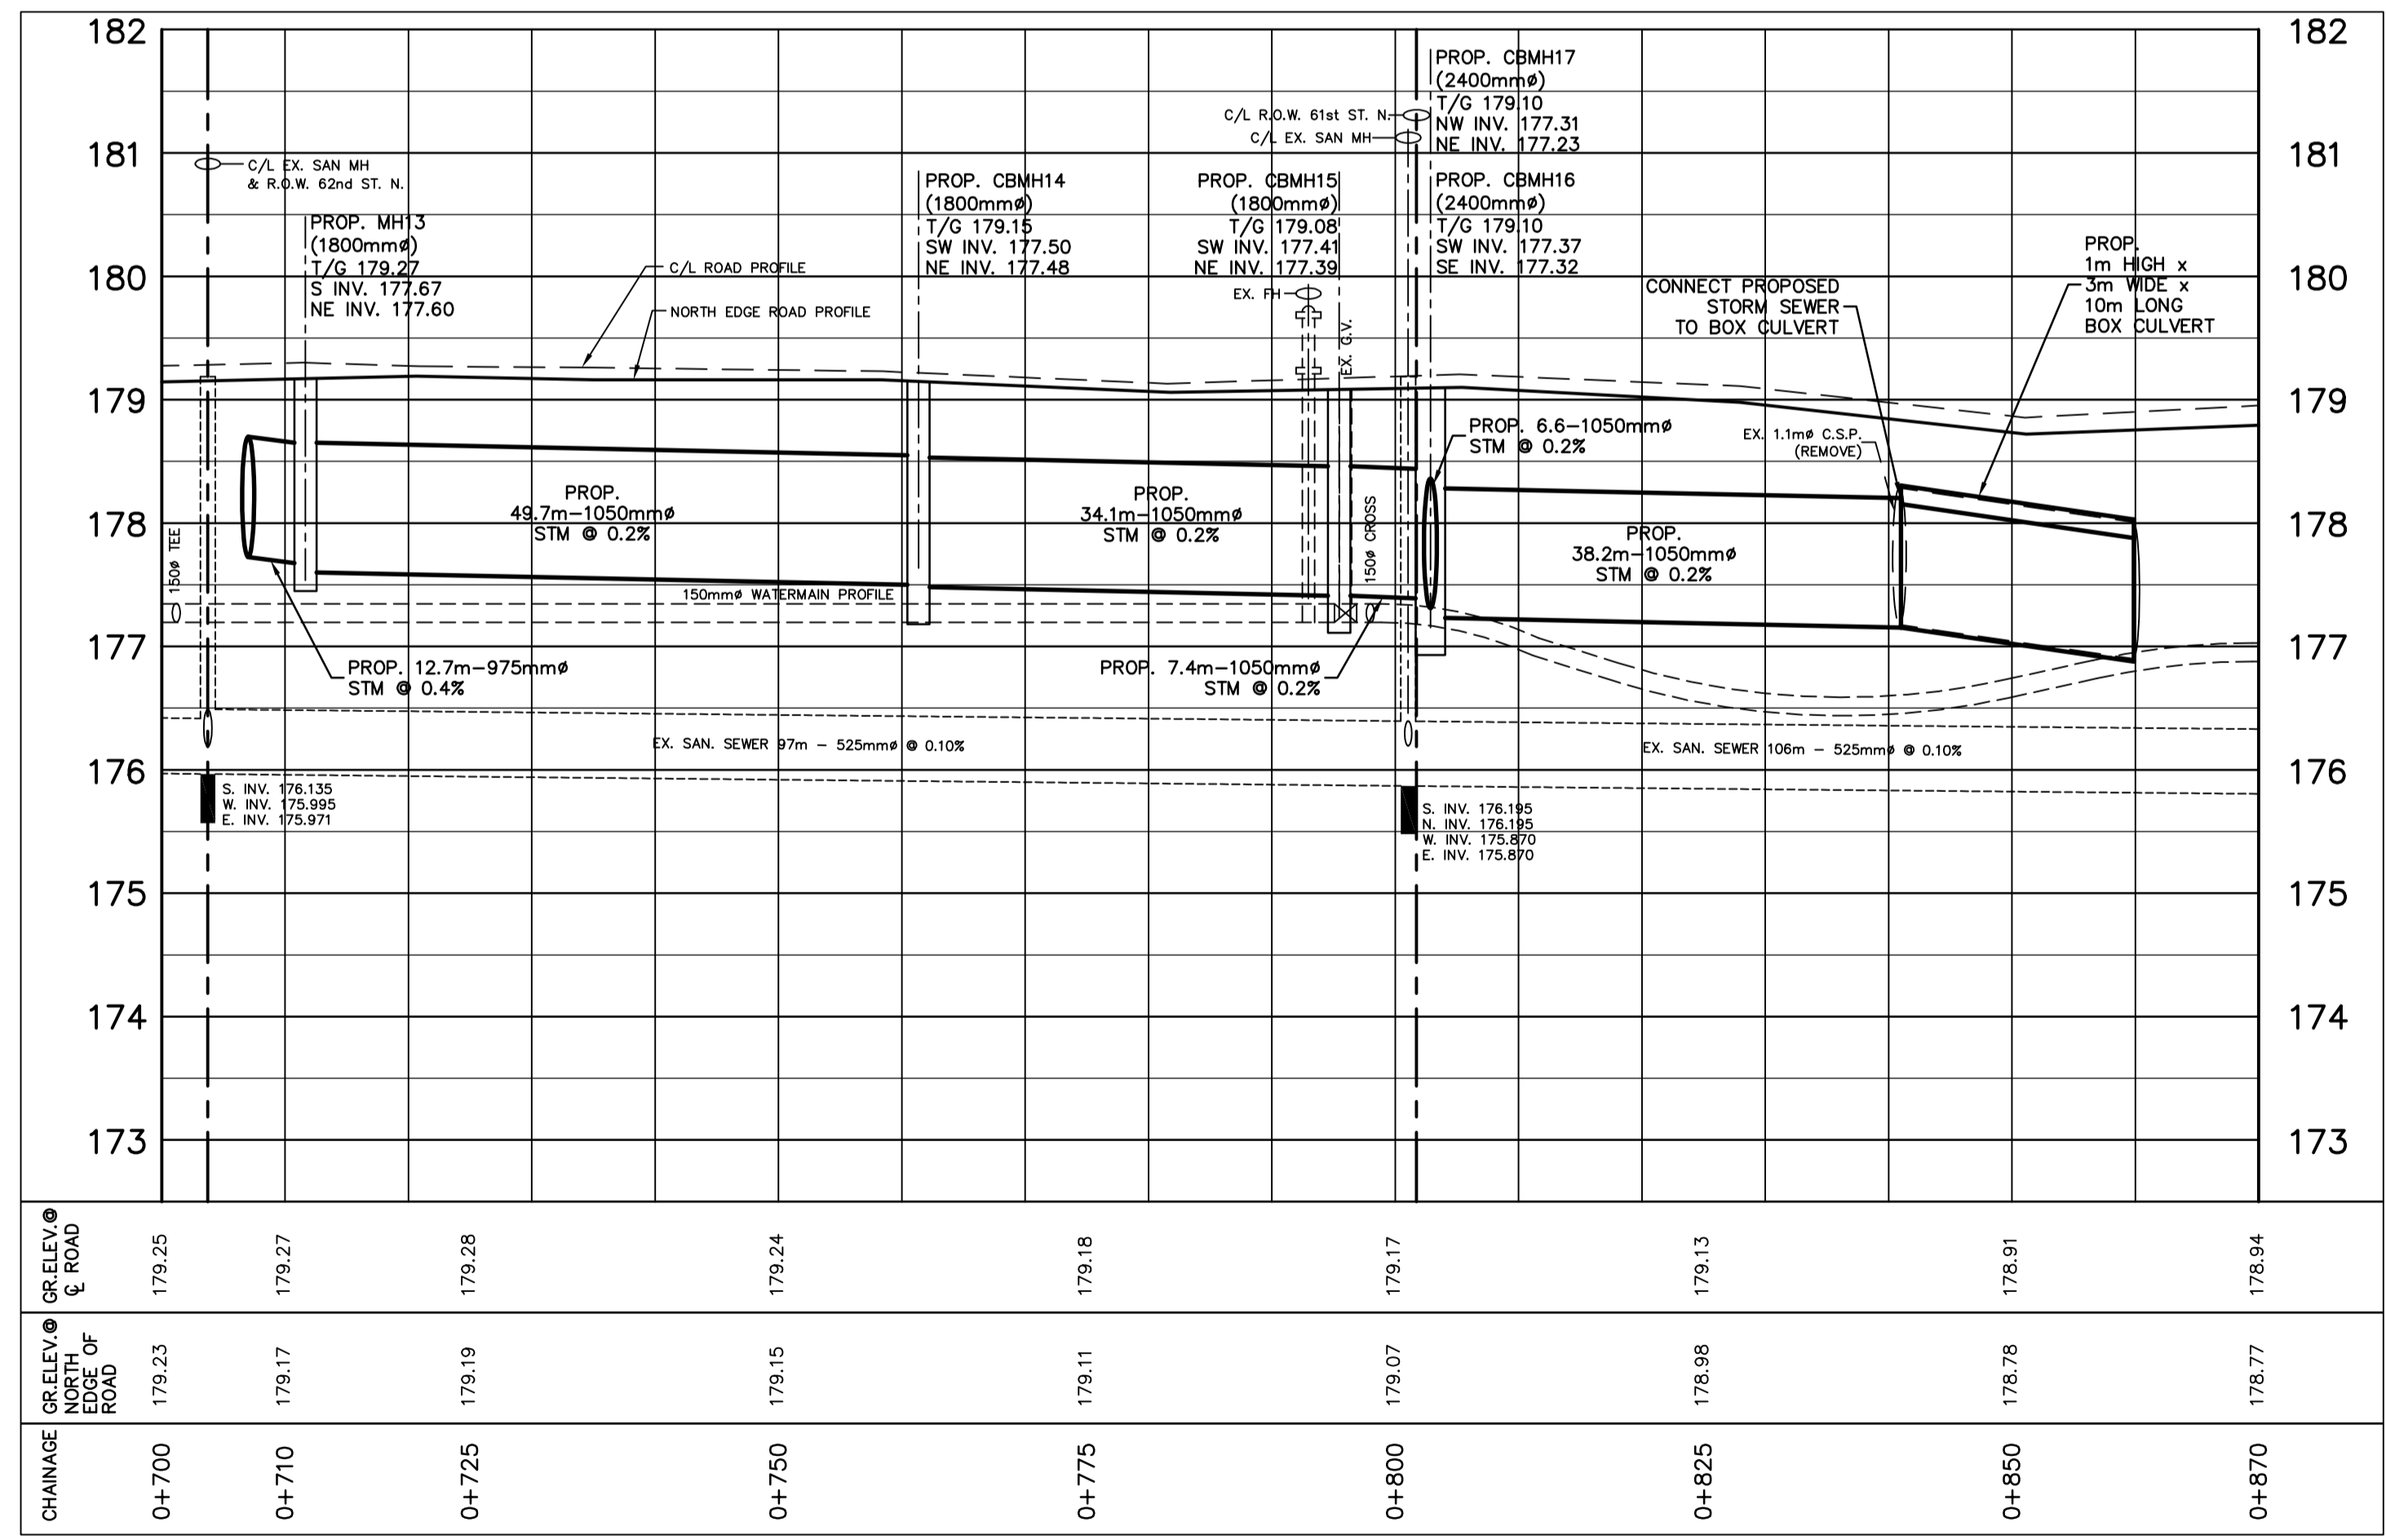 182
182
181
181
180
180
179
179
178
178
177
177
176
176
175
175
174
174
173
173
C/L EX. SAN MH
& R.O.W. 62nd ST. N.
PROP. MH13
(1800mmø)
T/G 179.27
S INV. 177.67
NE INV. 177.60
C/L ROAD PROFILE
NORTH EDGE ROAD PROFILE
PROP. CBMH14
(1800mmø)
T/G 179.15
SW INV. 177.50
NE INV. 177.48
PROP. CBMH15
(1800mmø)
T/G 179.08
SW INV. 177.41
NE INV. 177.39
EX. FH
EX. G.V.
C/L R.O.W. 61st ST. N.
C/L EX. SAN MH
PROP. CBMH17
(2400mmø)
T/G 179.10
NW INV. 177.31
NE INV. 177.23
PROP. CBMH16
(2400mmø)
T/G 179.10
SW INV. 177.37
SE INV. 177.32
CONNECT PROPOSED
STORM SEWER
TO BOX CULVERT
PROP.
1m HIGH x
3m WIDE x
10m LONG
BOX CULVERT
PROP. 6.6-1050mmø
STM @ 0.2%
EX. 1.1mø C.S.P.
(REMOVE)
150ø TEE
PROP.
49.7m-1050mmø
STM @ 0.2%
PROP.
34.1m-1050mmø
STM @ 0.2%
150ø CROSS
PROP.
38.2m-1050mmø
STM @ 0.2%
150mmø WATERMAIN PROFILE
PROP. 12.7m-975mmø
STM @ 0.4%
PROP. 7.4m-1050mmø
STM @ 0.2%
EX. SAN. SEWER 97m - 525mmø @ 0.10%
EX. SAN. SEWER 106m - 525mmø @ 0.10%
S. INV. 176.135
W. INV. 175.995
E. INV. 175.971
S. INV. 176.195
N. INV. 176.195
W. INV. 175.870
E. INV. 175.870
GR.ELEV.@
℄ ROAD
179.25
179.27
179.28
179.24
179.18
179.17
179.13
178.91
178.94
GR.ELEV.@
NORTH
EDGE OF
ROAD
179.23
179.17
179.19
179.15
179.11
179.07
178.98
178.78
178.77
CHAINAGE
0+700
0+710
0+725
0+750
0+775
0+800
0+825
0+850
0+870